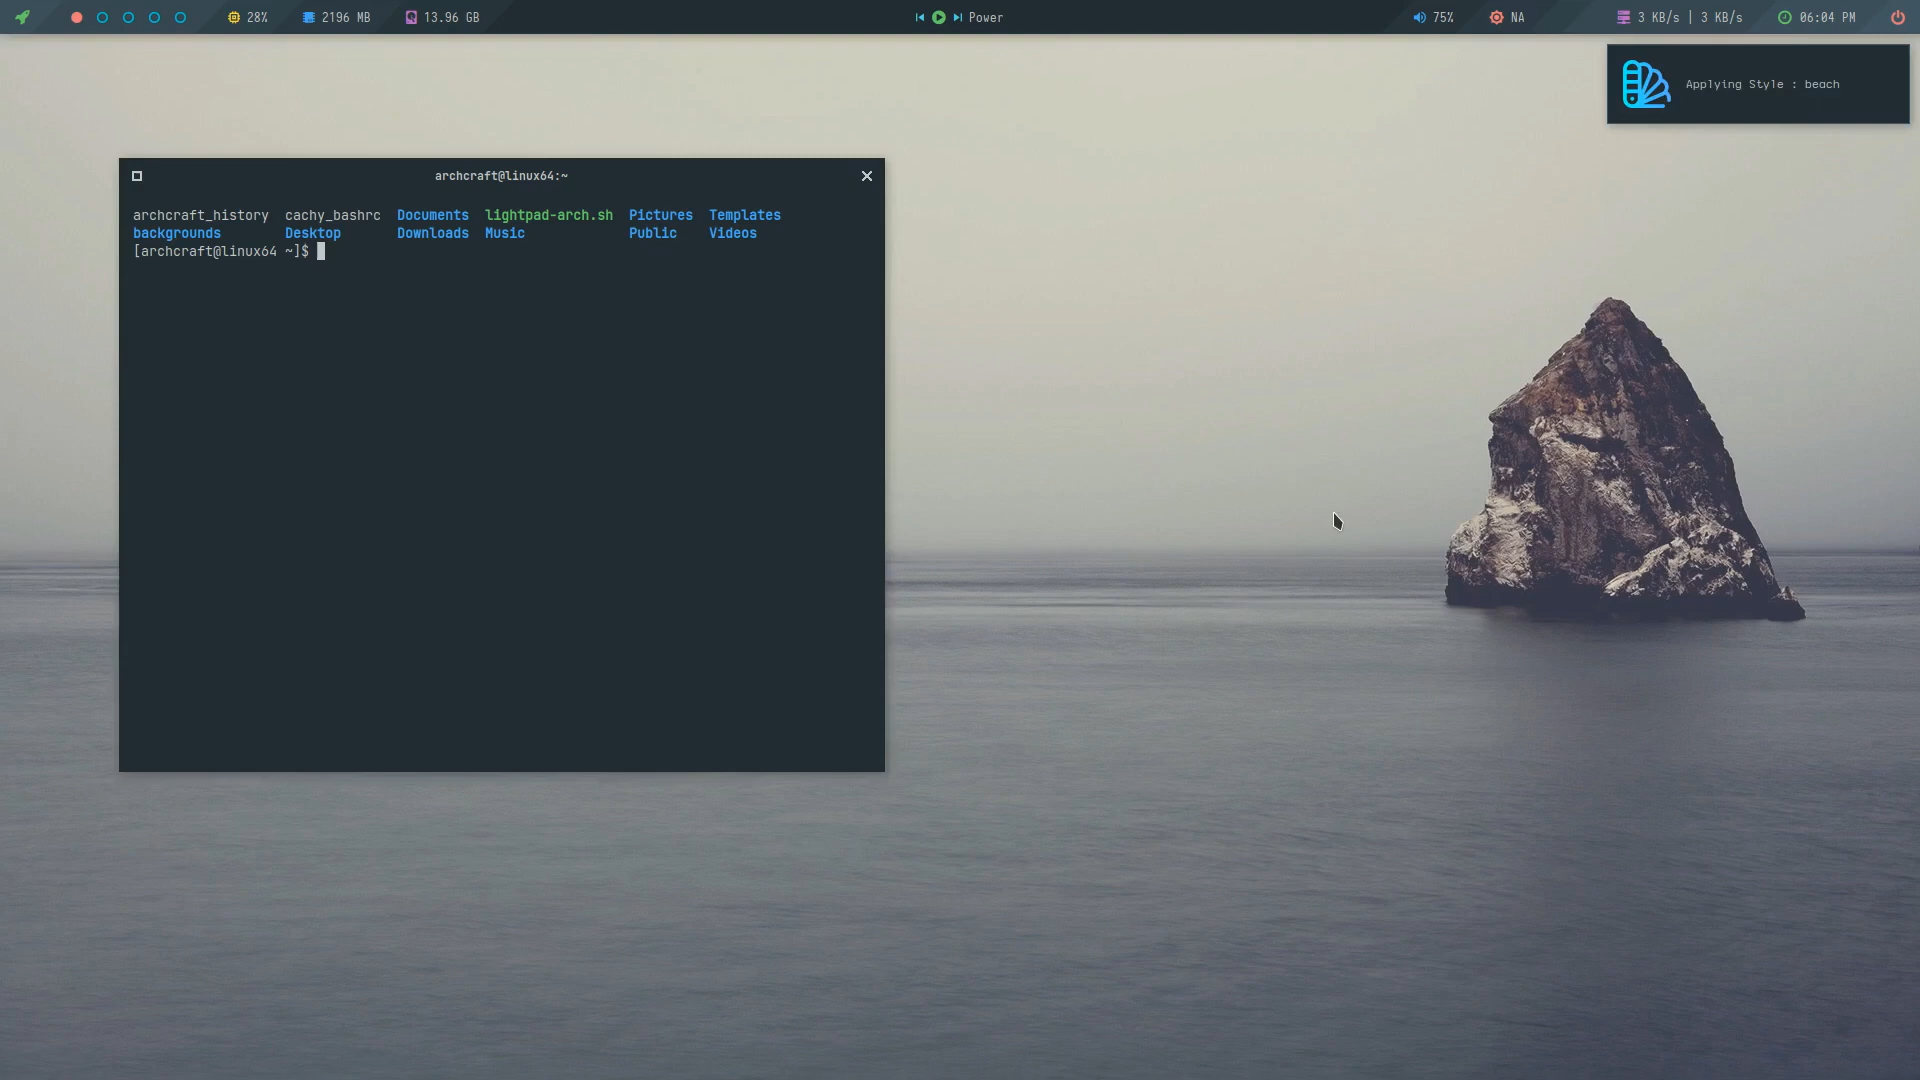 28% 2196 MB 13.96 GB Power 75% NA 3 KB/s | 3 KB/s 06:04 PM
Applying Style : beach
archcraft@linux64:~
archcraft_history cachy_bashrc Documents lightpad-arch.sh Pictures Templates
backgrounds Desktop Downloads Music Public Videos
[archcraft@linux64 ~]$